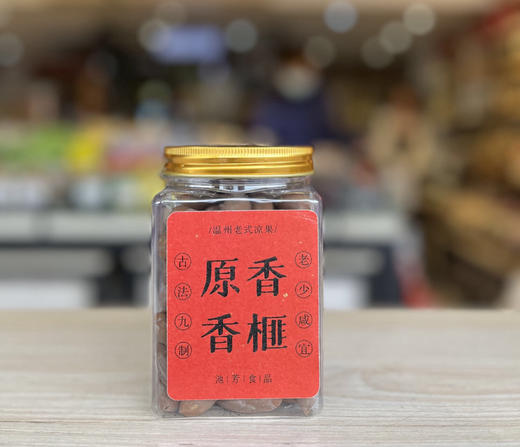 /温州老式凉果/
原香
香榧
古法九制
老少咸宜
池|芳|食|品